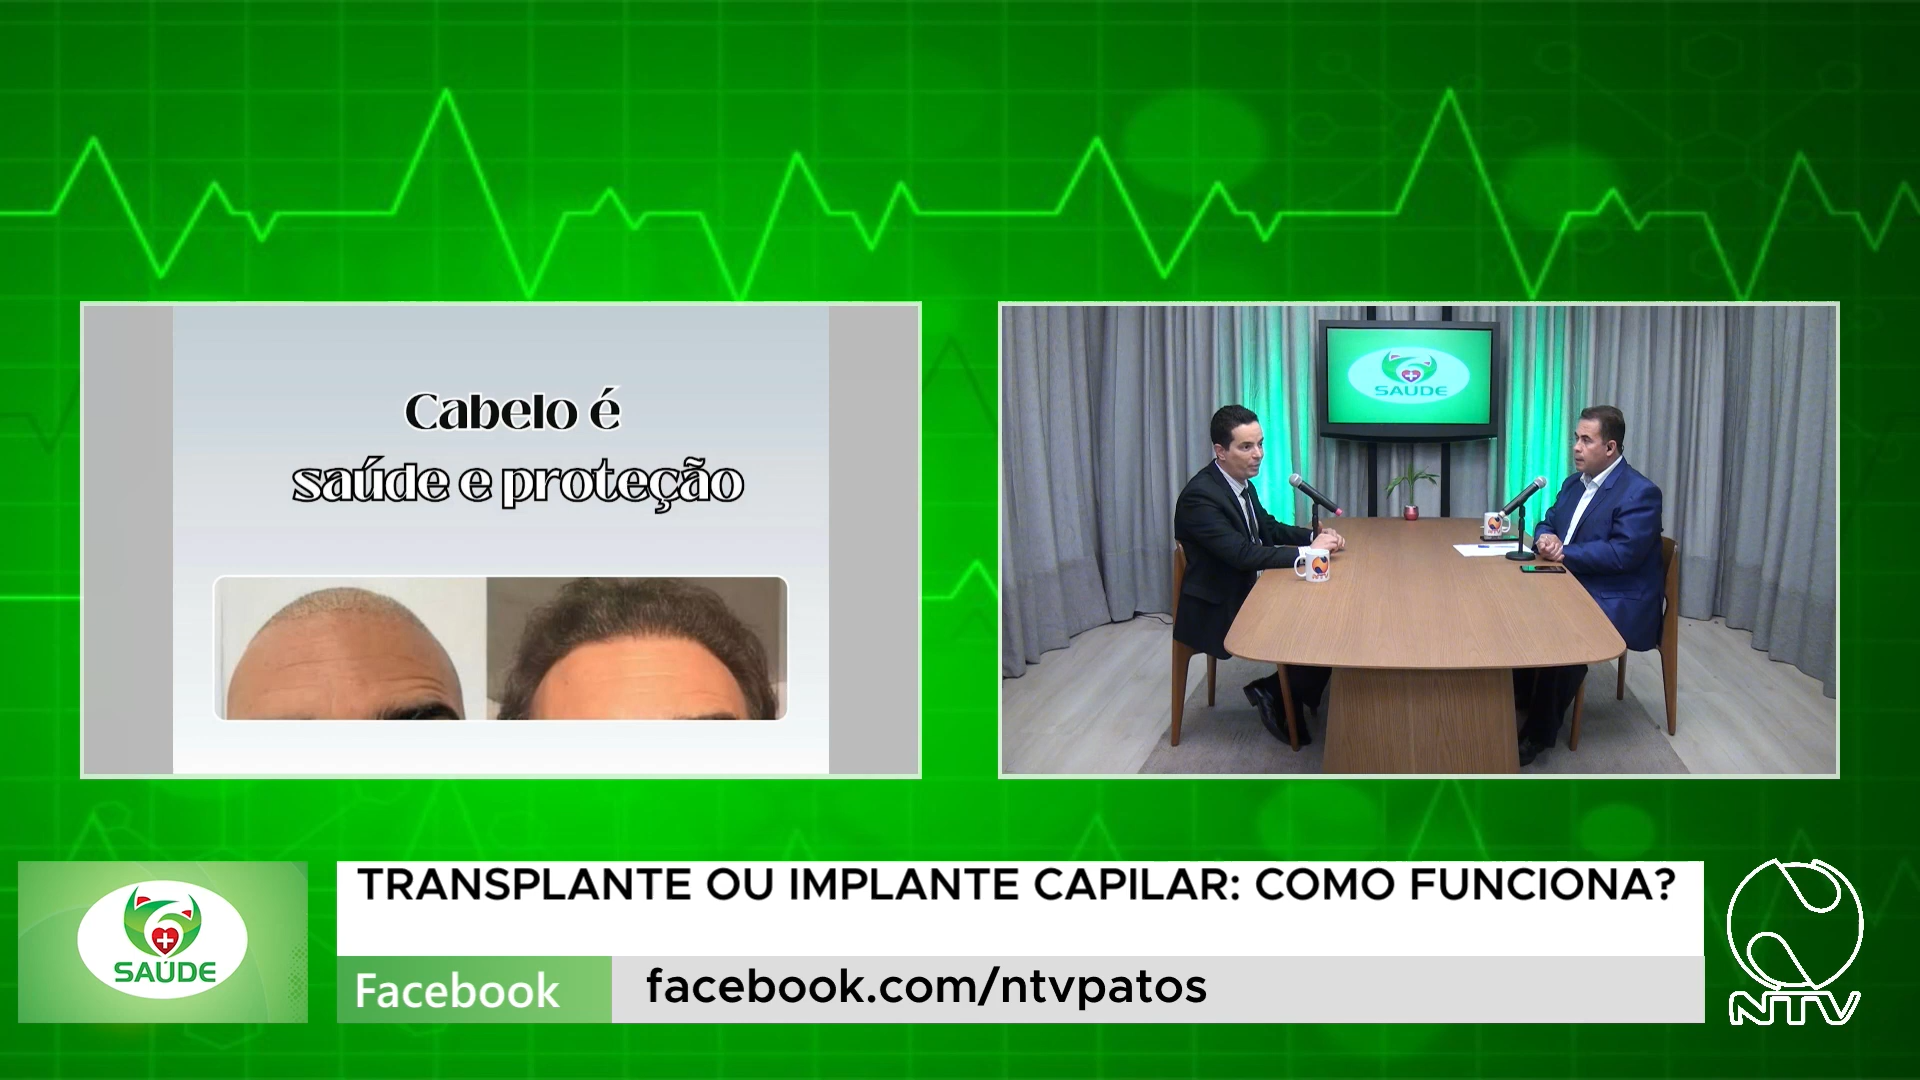 Cabelo é
saúde e proteção
SAÚDE
NTV
TRANSPLANTE OU IMPLANTE CAPILAR: COMO FUNCIONA?
SAÚDE
Facebook
facebook.com/ntvpatos
NTV